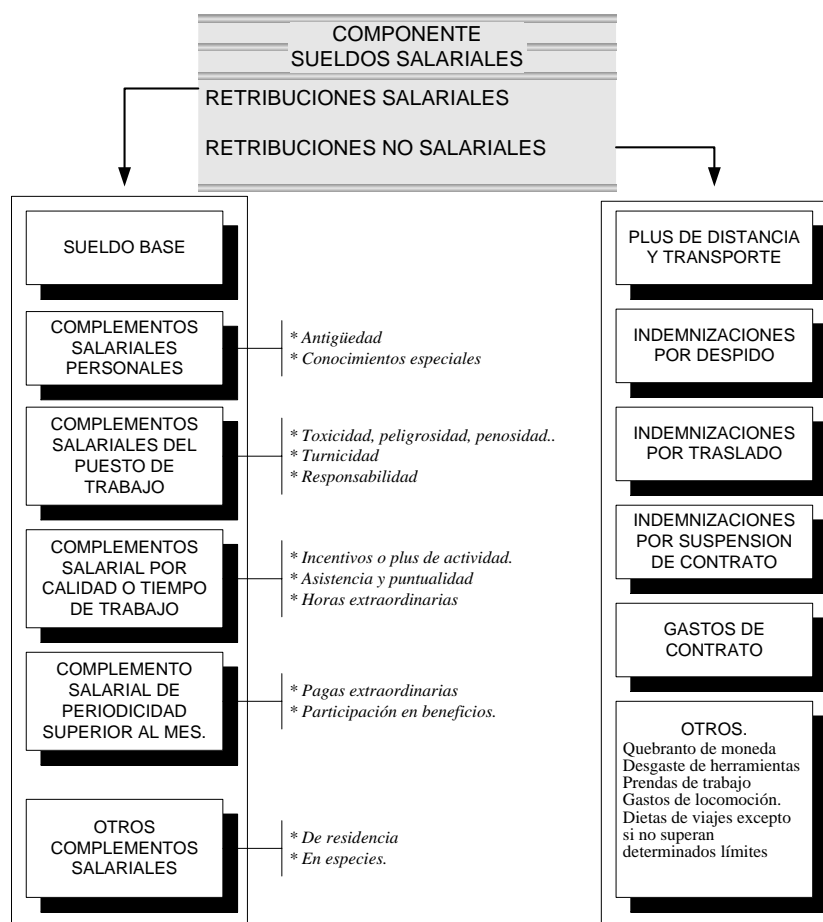 COMPONENTE
SUELDOS SALARIALES
RETRIBUCIONES SALARIALES
RETRIBUCIONES NO SALARIALES
SUELDO BASE
COMPLEMENTOS
SALARIALES
PERSONALES
* Antigüedad
* Conocimientos especiales
COMPLEMENTOS
SALARIALES DEL
PUESTO DE
TRABAJO
* Toxicidad, peligrosidad, penosidad..
* Turnicidad
* Responsabilidad
COMPLEMENTOS
SALARIAL POR
CALIDAD O TIEMPO
DE TRABAJO
* Incentivos o plus de actividad.
* Asistencia y puntualidad
* Horas extraordinarias
COMPLEMENTO
SALARIAL DE
PERIODICIDAD
SUPERIOR AL MES.
* Pagas extraordinarias
* Participación en beneficios.
OTROS
COMPLEMENTOS
SALARIALES
* De residencia
* En especies.
PLUS DE DISTANCIA
Y TRANSPORTE
INDEMNIZACIONES
POR DESPIDO
INDEMNIZACIONES
POR TRASLADO
INDEMNIZACIONES
POR SUSPENSION
DE CONTRATO
GASTOS DE
CONTRATO
OTROS.
Quebranto de moneda
Desgaste de herramientas
Prendas de trabajo
Gastos de locomoción.
Dietas de viajes excepto
si no superan
determinados límites